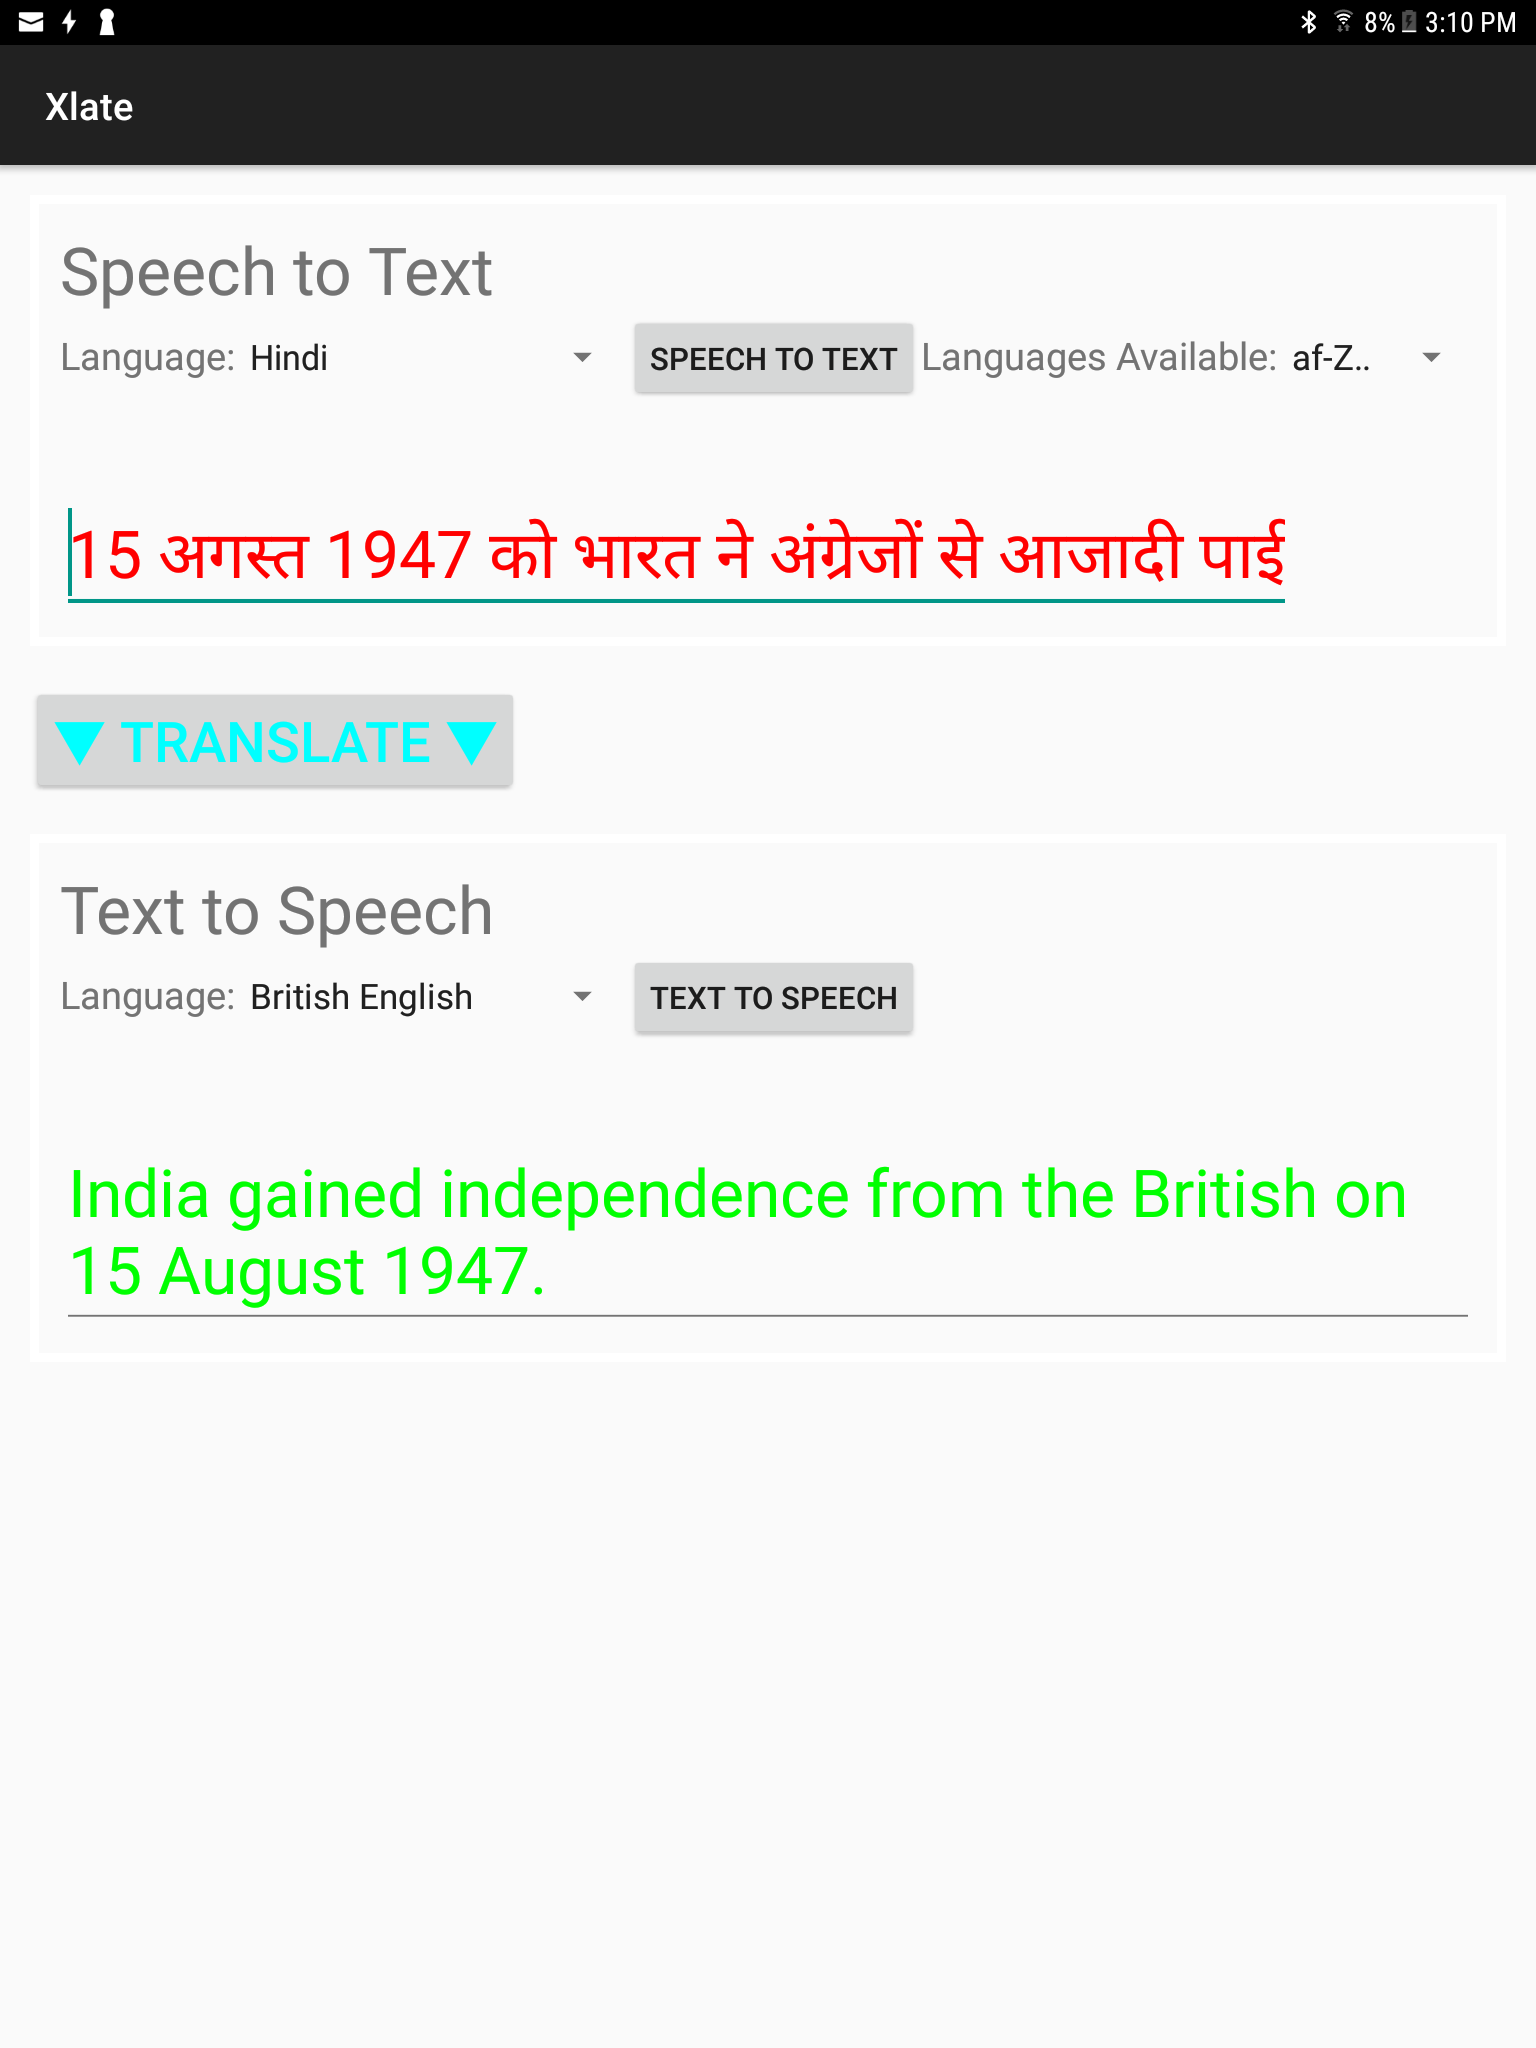 8% 3:10 PM
Xlate
Speech to Text
Language: Hindi SPEECH TO TEXT Languages Available: af-Z..
15 अगस्त 1947 को भारत ने अंग्रेजों से आजादी पाई
▼ TRANSLATE ▼
Text to Speech
Language: British English TEXT TO SPEECH
India gained independence from the British on
15 August 1947.